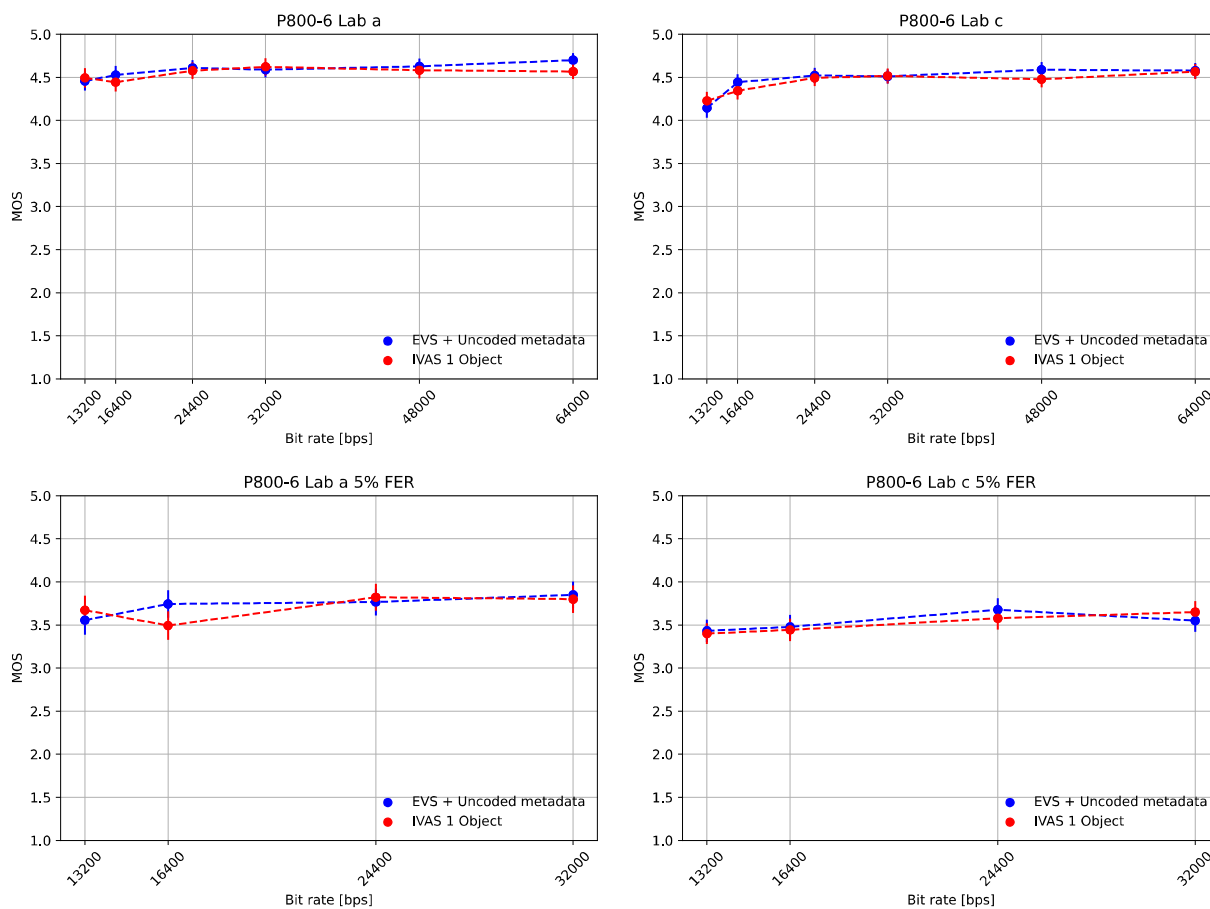 P800-6 Lab a
5.0
4.5
4.0
3.5
3.0
2.5
2.0
1.5
1.0
MOS
EVS + Uncoded metadata
IVAS 1 Object
13200
16400
24400
32000
48000
64000
Bit rate [bps]
P800-6 Lab c
5.0
4.5
4.0
3.5
3.0
2.5
2.0
1.5
1.0
MOS
EVS + Uncoded metadata
IVAS 1 Object
13200
16400
24400
32000
48000
64000
Bit rate [bps]
P800-6 Lab a 5% FER
5.0
4.5
4.0
3.5
3.0
2.5
2.0
1.5
1.0
MOS
EVS + Uncoded metadata
IVAS 1 Object
13200
16400
24400
32000
Bit rate [bps]
P800-6 Lab c 5% FER
5.0
4.5
4.0
3.5
3.0
2.5
2.0
1.5
1.0
MOS
EVS + Uncoded metadata
IVAS 1 Object
13200
16400
24400
32000
Bit rate [bps]